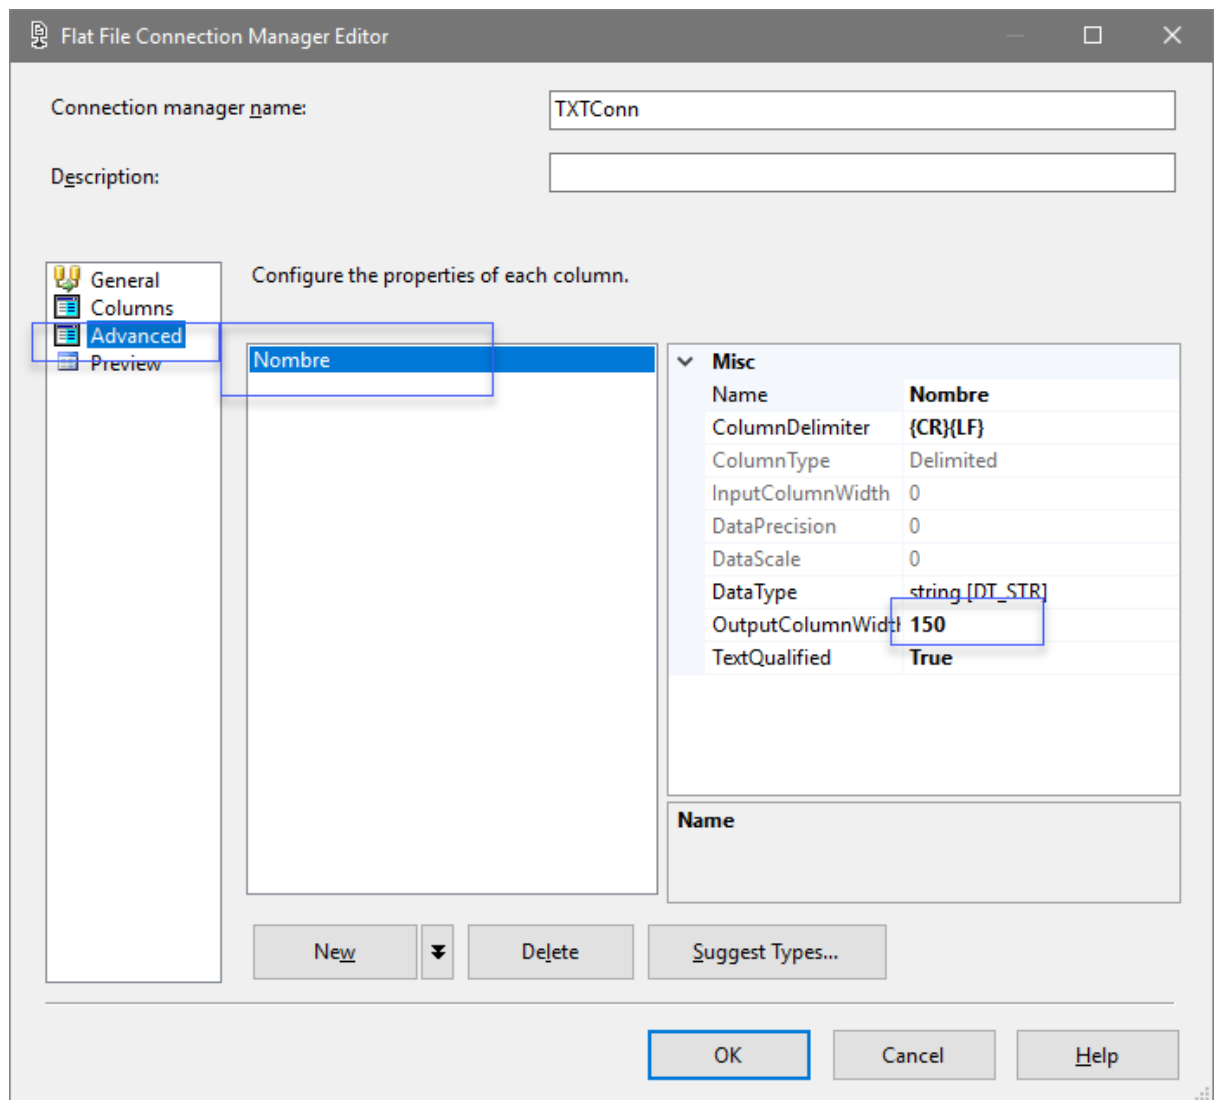 Flat File Connection Manager Editor
Connection manager name: TXTConn
Description:
General
Columns
Advanced
Preview
Configure the properties of each column.
Nombre
Misc
Name Nombre
ColumnDelimiter {CR}{LF}
ColumnType Delimited
InputColumnWidth 0
DataPrecision 0
DataScale 0
DataType string [DT_STR]
OutputColumnWidth 150
TextQualified True
Name
New
Delete
Suggest Types...
OK
Cancel
Help